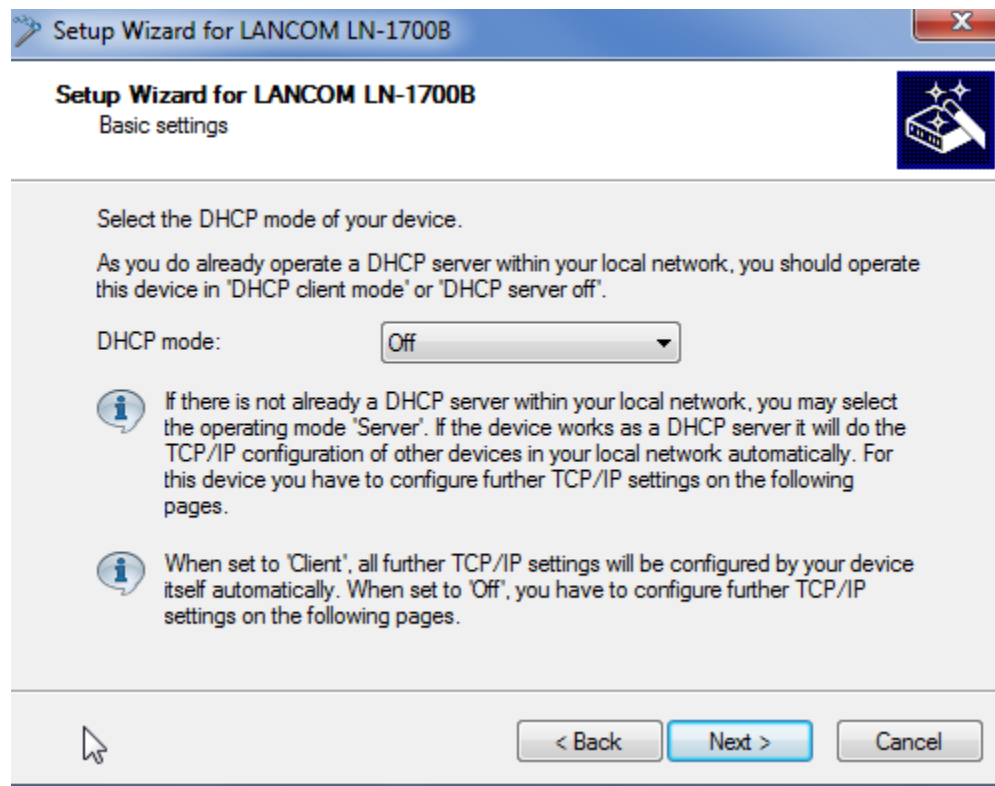 Setup Wizard for LANCOM LN-1700B
Setup Wizard for LANCOM LN-1700B
Basic settings
Select the DHCP mode of your device.
As you do already operate a DHCP server within your local network, you should operate
this device in 'DHCP client mode' or 'DHCP server off'.
DHCP mode: Off
If there is not already a DHCP server within your local network, you may select
the operating mode 'Server'. If the device works as a DHCP server it will do the
TCP/IP configuration of other devices in your local network automatically. For
this device you have to configure further TCP/IP settings on the following
pages.
When set to 'Client', all further TCP/IP settings will be configured by your device
itself automatically. When set to 'Off', you have to configure further TCP/IP
settings on the following pages.
< Back Next > Cancel